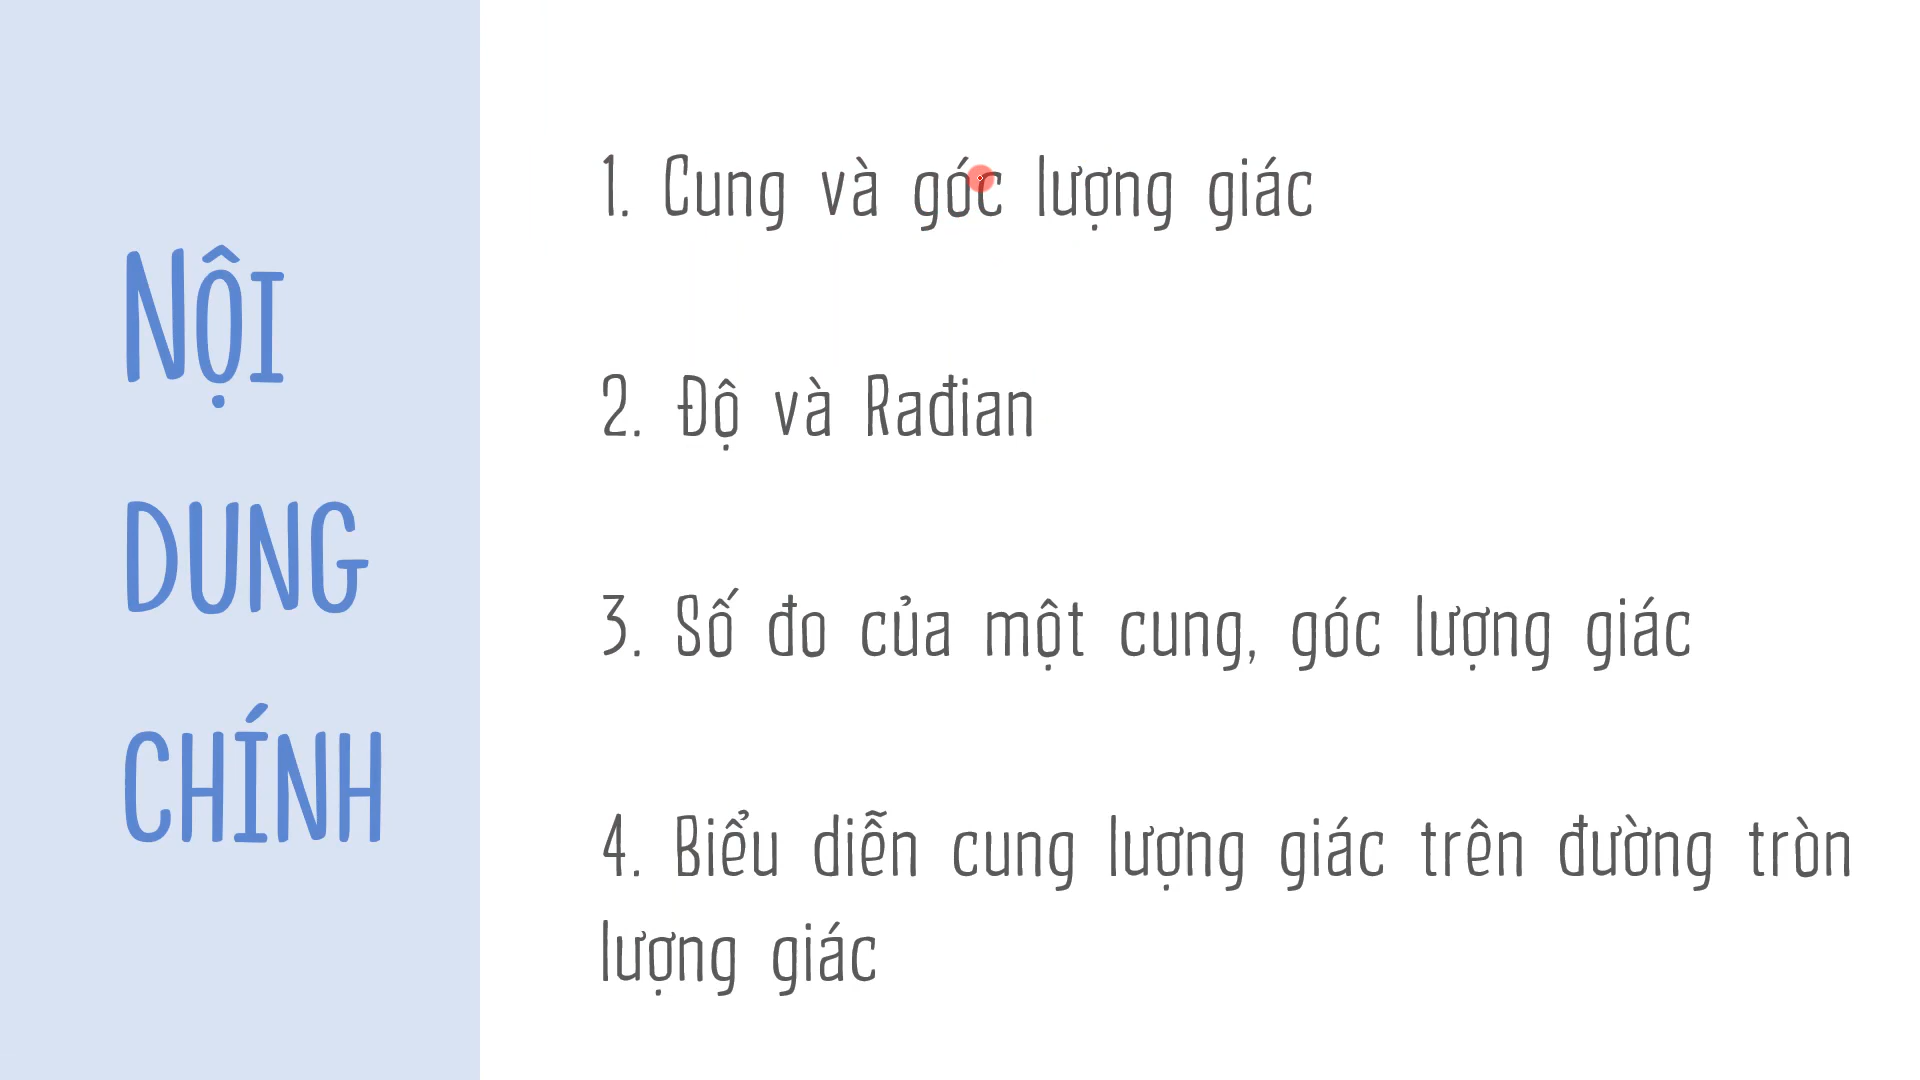 NỘI
DUNG
CHÍNH
1. Cung và góc lượng giác
2. Độ và Rađian
3. Số đo của một cung, góc lượng giác
4. Biểu diễn cung lượng giác trên đường tròn
lượng giác